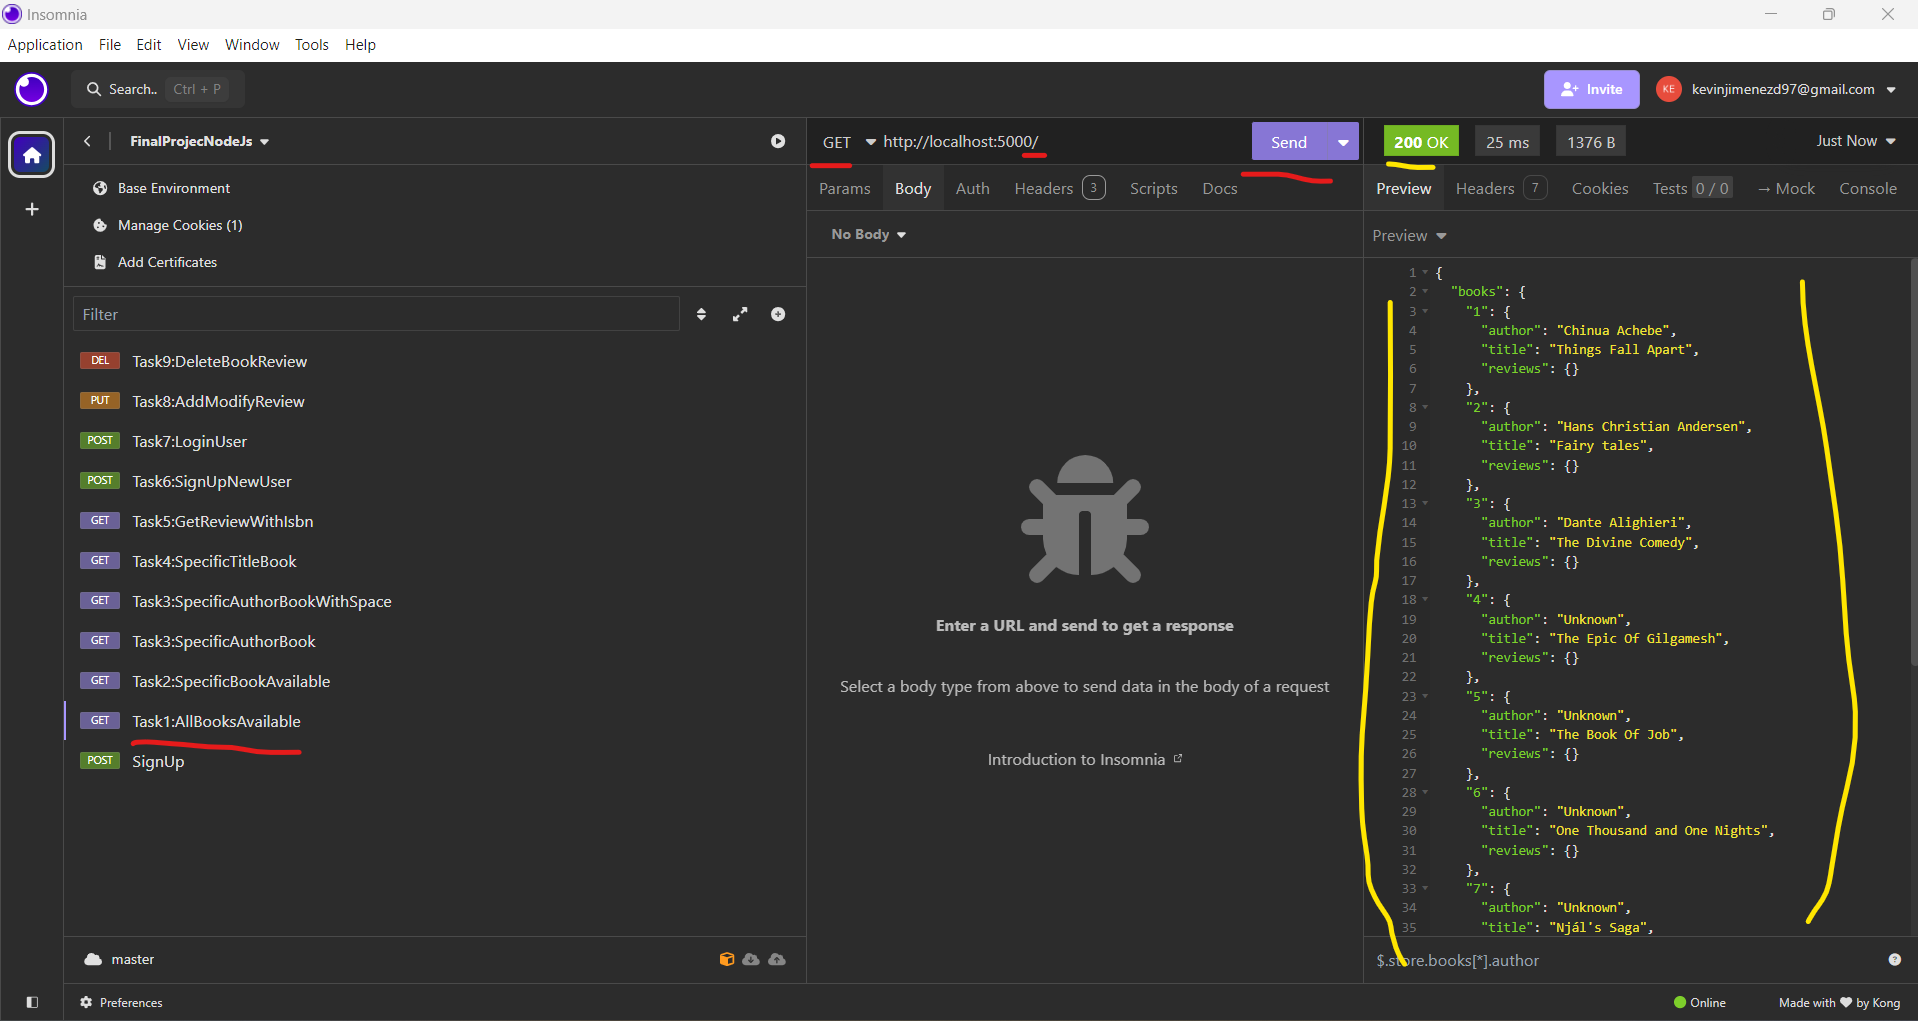 Insomnia
Application File Edit View Window Tools Help
Search.. Ctrl + P
Invite
KE kevinjimenezd97@gmail.com
FinalProjecNodeJs
GET http://localhost:5000/ Send
200 OK 25 ms 1376 B Just Now
Base Environment
Manage Cookies (1)
Add Certificates
Params Body Auth Headers 3 Scripts Docs
Preview Headers 7 Cookies Tests 0 / 0 → Mock Console
No Body
Preview
Filter
DEL Task9:DeleteBookReview
PUT Task8:AddModifyReview
POST Task7:LoginUser
POST Task6:SignUpNewUser
GET Task5:GetReviewWithIsbn
GET Task4:SpecificTitleBook
GET Task3:SpecificAuthorBookWithSpace
GET Task3:SpecificAuthorBook
GET Task2:SpecificBookAvailable
GET Task1:AllBooksAvailable
POST SignUp
Enter a URL and send to get a response
Select a body type from above to send data in the body of a request
Introduction to Insomnia
1 {
2 "books": {
3 "1": {
4 "author": "Chinua Achebe",
5 "title": "Things Fall Apart",
6 "reviews": {}
7 },
8 "2": {
9 "author": "Hans Christian Andersen",
10 "title": "Fairy tales",
11 "reviews": {}
12 },
13 "3": {
14 "author": "Dante Alighieri",
15 "title": "The Divine Comedy",
16 "reviews": {}
17 },
18 "4": {
19 "author": "Unknown",
20 "title": "The Epic Of Gilgamesh",
21 "reviews": {}
22 },
23 "5": {
24 "author": "Unknown",
25 "title": "The Book Of Job",
26 "reviews": {}
27 },
28 "6": {
29 "author": "Unknown",
30 "title": "One Thousand and One Nights",
31 "reviews": {}
32 },
33 "7": {
34 "author": "Unknown",
35 "title": "Njál's Saga",
$.store.books[*].author
master
Preferences
Online
Made with ♥ by Kong